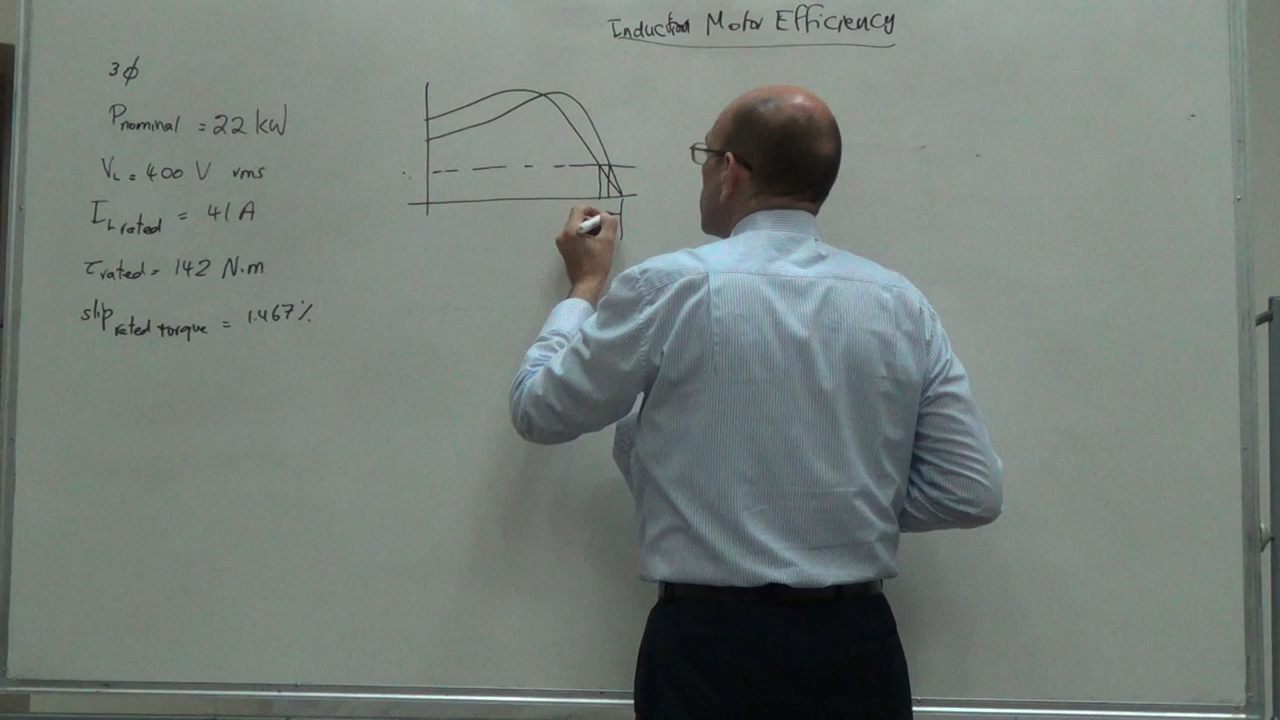 Induction Motor Efficiency
3ϕ
Pnominal = 22 kW
VL = 400 V rms
IL rated = 41 A
τrated = 142 N.m
slip rated torque = 1.467%